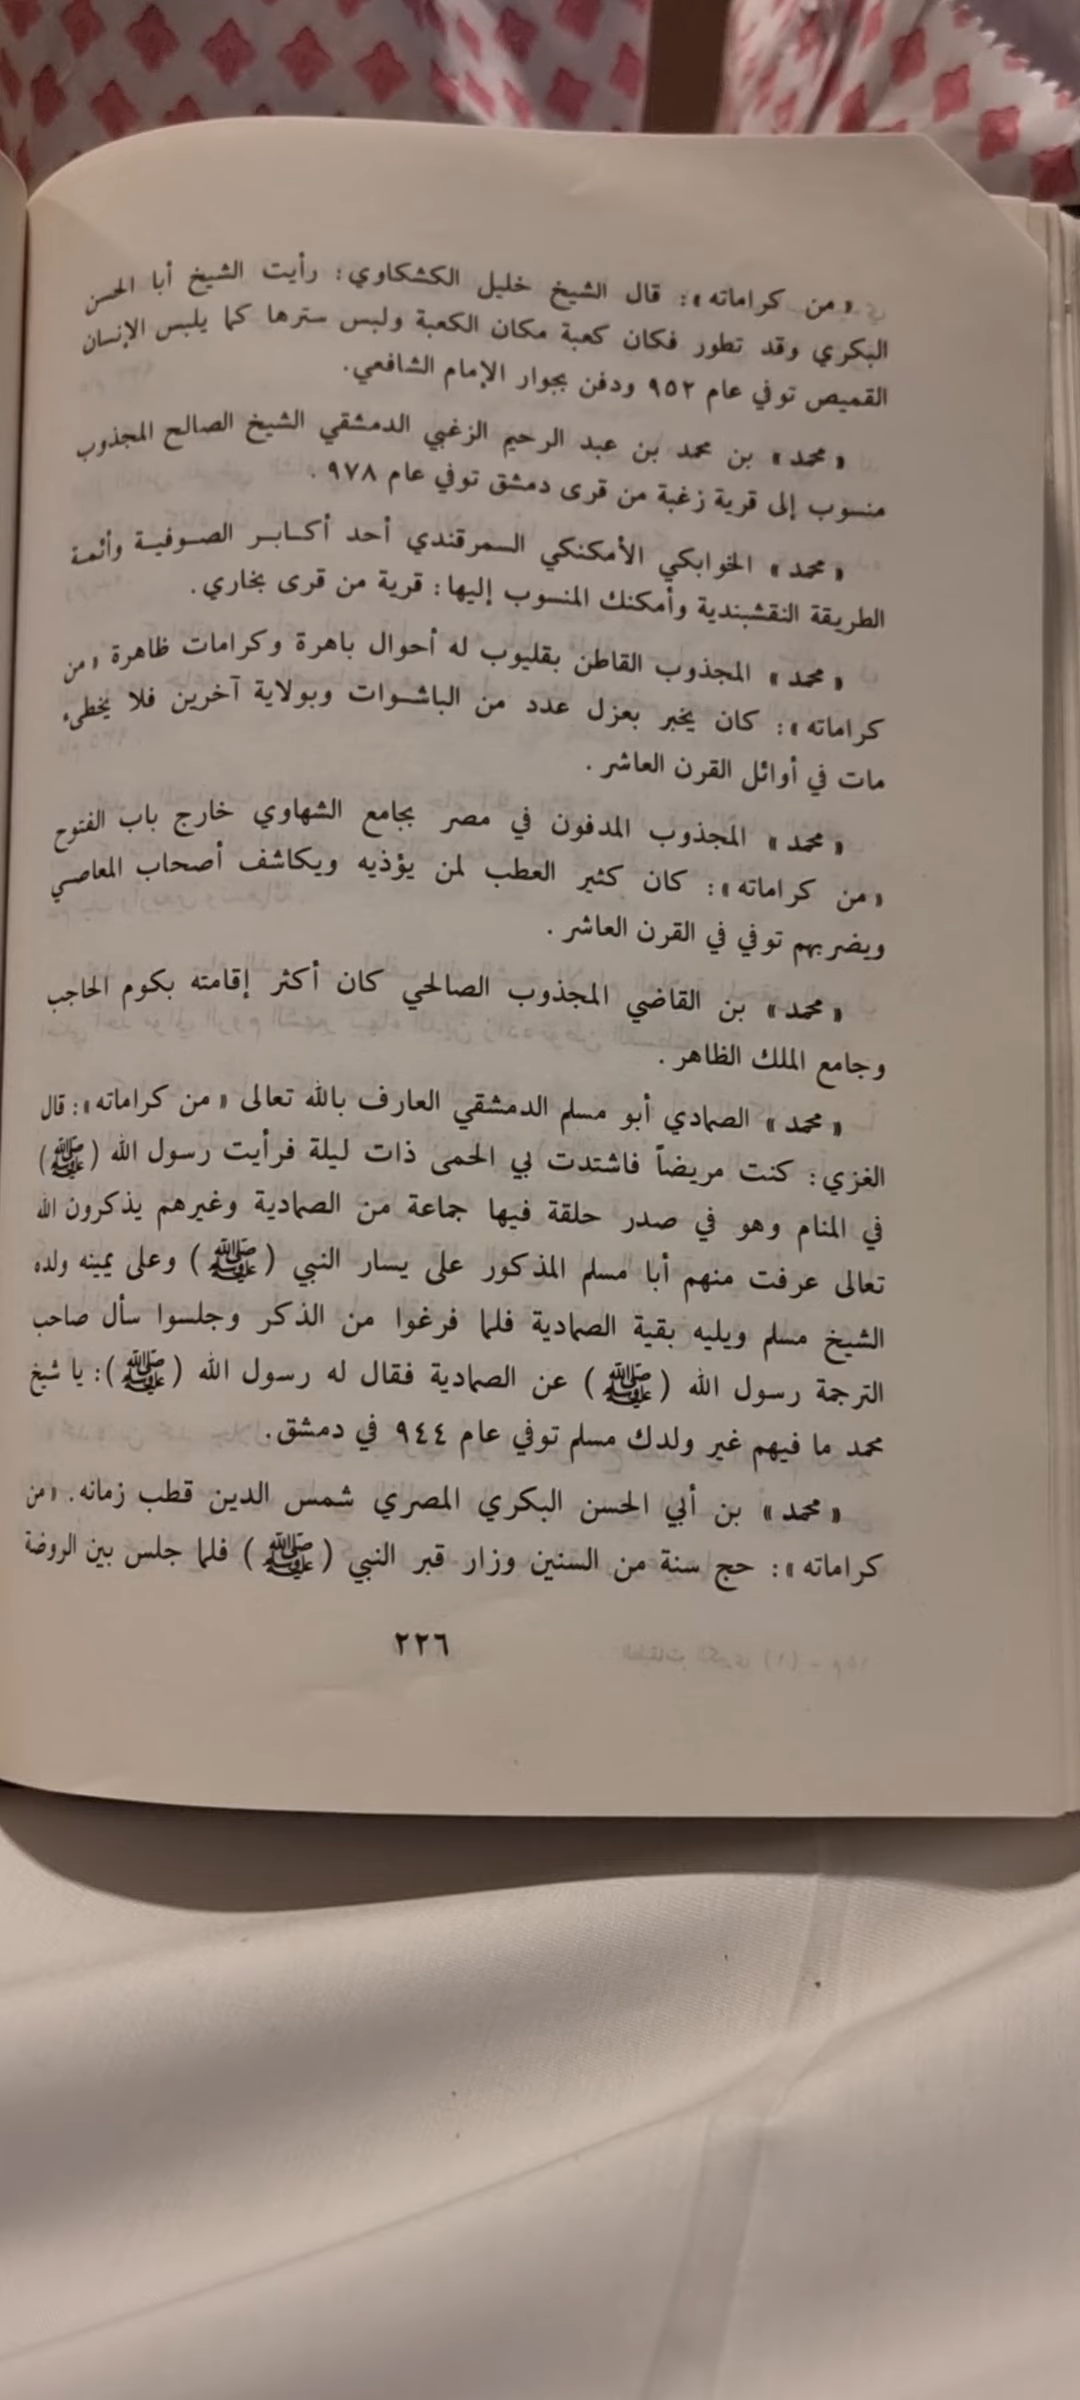 « من كراماته »: قال الشيخ خليل الكشكاوي: رأيت الشيخ أبا الحسن
البكري وقد تطور فكان كعبة مكان الكعبة ولبس سترها كما يلبس الإنسان
القميص توفي عام ٩٥٢ ودفن بجوار الإمام الشافعي.
« محمد » بن محمد بن عبد الرحيم الزغبي الدمشقي الشيخ الصالح المجذوب
منسوب إلى قرية زغبة من قرى دمشق توفي عام ٩٧٨ .
« محمد » الخوابكي الأمكنكي السمرقندي أحد أكابر الصوفية وأئمة
الطريقة النقشبندية وأمكنك المنسوب إليها: قرية من قرى بخاري.
« محمد » المجذوب القاطن بقليوب له أحوال باهرة وكرامات ظاهرة « من
كراماته »: كان يخبر بعزل عدد من الباشوات وبولاية آخرين فلا يخطىء
مات في أوائل القرن العاشر .
« محمد » المجذوب المدفون في مصر بجامع الشهاوي خارج باب الفتوح
« من كراماته »: كان كثير العطب لمن يؤذيه ويكاشف أصحاب المعاصي
ويضربهم توفي في القرن العاشر .
« محمد » بن القاضي المجذوب الصالحي كان أكثر إقامته بكوم الحاجب
وجامع الملك الظاهر .
« محمد » الصمادي أبو مسلم الدمشقي العارف بالله تعالى « من كراماته »: قال
الغزي: كنت مريضاً فاشتدت بي الحمى ذات ليلة فرأيت رسول الله (ﷺ)
في المنام وهو في صدر حلقة فيها جماعة من الصمادية وغيرهم يذكرون الله
تعالى عرفت منهم أبا مسلم المذكور على يسار النبي (ﷺ) وعلى يمينه ولده
الشيخ مسلم ويليه بقية الصمادية فلما فرغوا من الذكر وجلسوا سأل صاحب
الترجمة رسول الله (ﷺ) عن الصمادية فقال له رسول الله (ﷺ): يا شيخ
محمد ما فيهم غير ولدك مسلم توفي عام ٩٤٤ في دمشق.
« محمد » بن أبي الحسن البكري المصري شمس الدين قطب زمانه. « من
كراماته »: حج سنة من السنين وزار قبر النبي (ﷺ) فلما جلس بين الروضة
٢٢٦